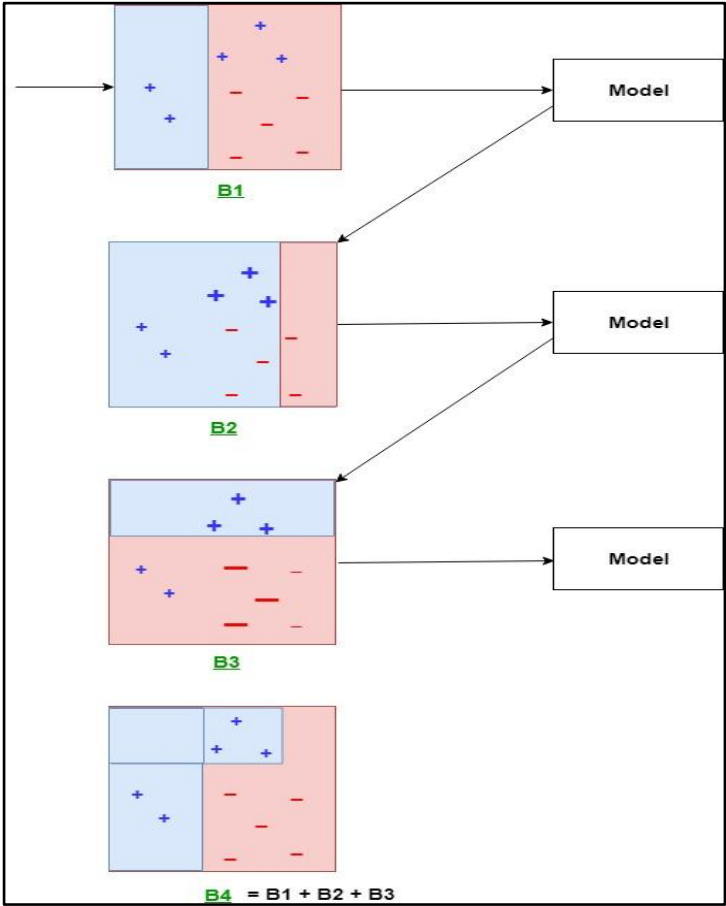 Model
B1
Model
B2
Model
B3
B4 = B1 + B2 + B3